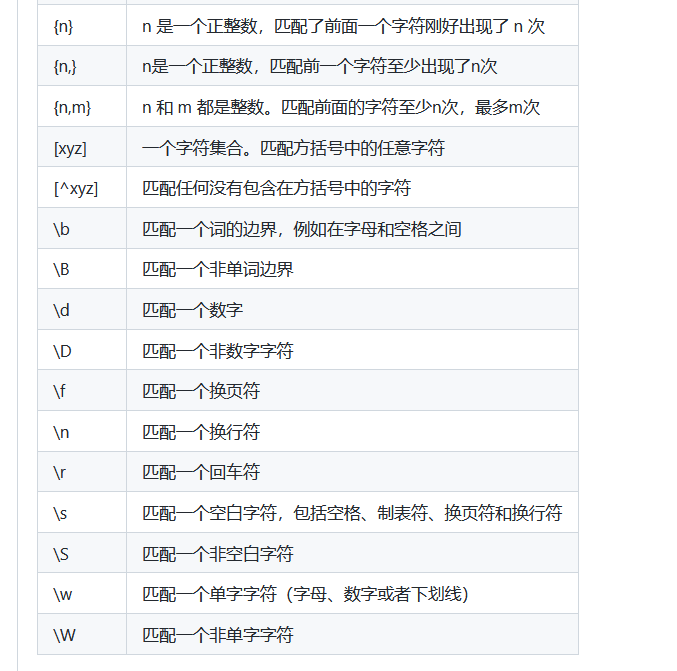 {n} n 是一个正整数，匹配了前面一个字符刚好出现了 n 次
{n,} n是一个正整数，匹配前一个字符至少出现了n次
{n,m} n 和 m 都是整数。匹配前面的字符至少n次，最多m次
[xyz] 一个字符集合。匹配方括号中的任意字符
[^xyz] 匹配任何没有包含在方括号中的字符
\b 匹配一个词的边界，例如在字母和空格之间
\B 匹配一个非单词边界
\d 匹配一个数字
\D 匹配一个非数字字符
\f 匹配一个换页符
\n 匹配一个换行符
\r 匹配一个回车符
\s 匹配一个空白字符，包括空格、制表符、换页符和换行符
\S 匹配一个非空白字符
\w 匹配一个单字字符（字母、数字或者下划线）
\W 匹配一个非单字字符